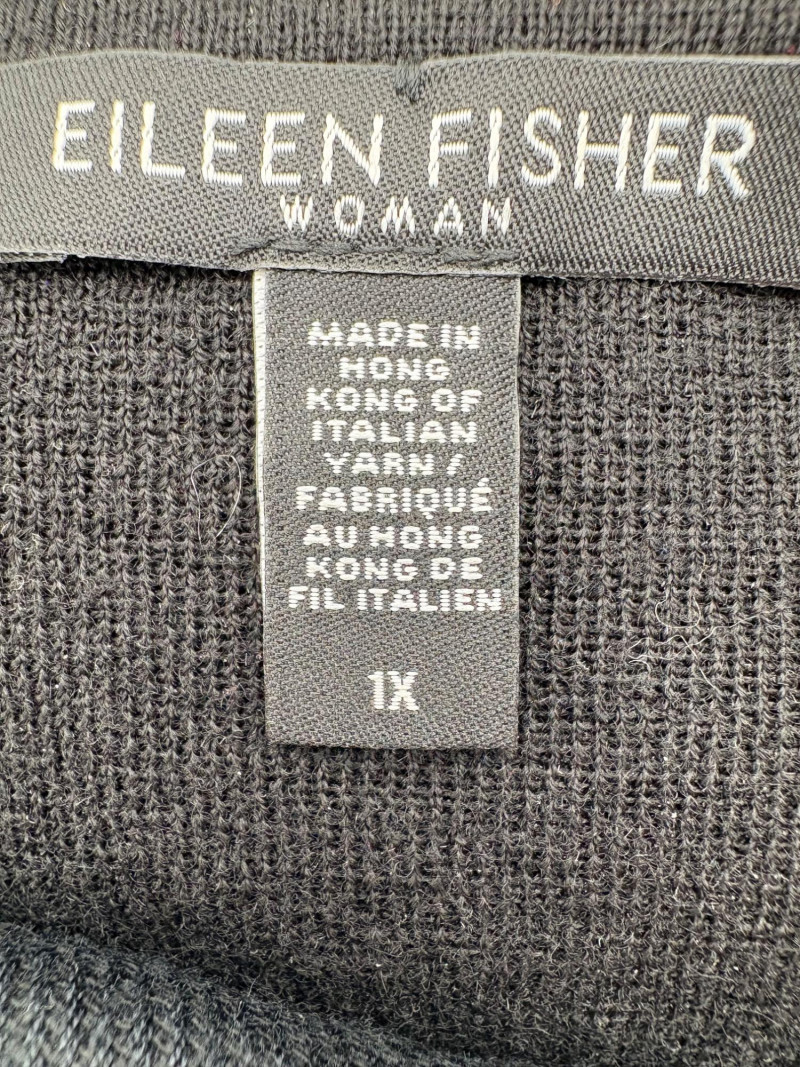 EILEEN FISHER
WOMAN
MADE IN
HONG
KONG OF
ITALIAN
YARN /
FABRIQUÉ
AU HONG
KONG DE
FIL ITALIEN
1X